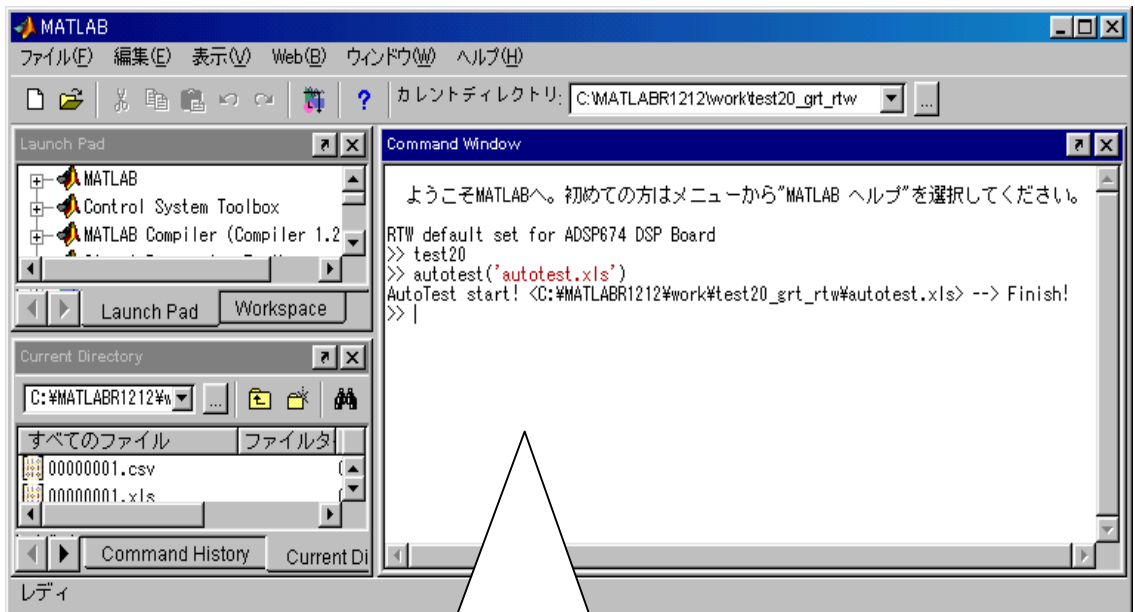 MATLAB
ファイル(F) 編集(E) 表示(V) Web(B) ウィンドウ(W) ヘルプ(H)
カレントディレクトリ: C:\MATLABR1212\work\test20_grt_rtw
Launch Pad
MATLAB
Control System Toolbox
MATLAB Compiler (Compiler 1.2
Launch Pad Workspace
Current Directory
C:¥MATLABR1212¥w
すべてのファイル ファイルタ
00000001.csv
00000001.xls
Command History Current Di
Command Window
ようこそMATLABへ。初めての方はメニューから"MATLAB ヘルプ"を選択してください。
RTW default set for ADSP674 DSP Board
>> test20
>> autotest('autotest.xls')
AutoTest start! <C:¥MATLABR1212¥work¥test20_grt_rtw¥autotest.xls> --> Finish!
>>
レディ